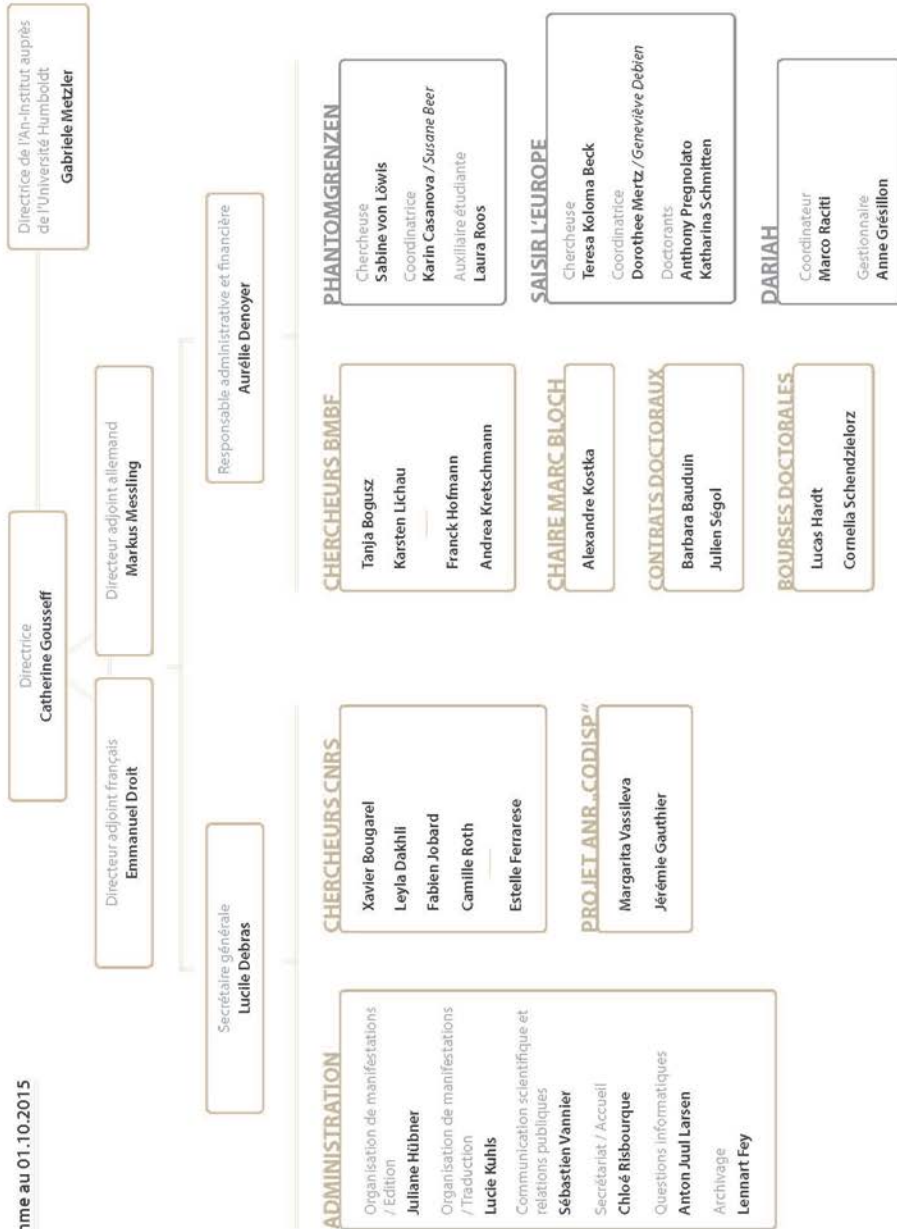 nme au 01.10.2015
Directrice
Catherine Gousseff
Directrice de l'An-Institut auprès
de l'Université Humboldt
Gabriele Metzler
Directeur adjoint français
Emmanuel Droit
Directeur adjoint allemand
Markus Messling
Secrétaire générale
Lucile Debras
Responsable administrative et financière
Aurélie Denoyer
ADMINISTRATION
Organisation de manifestations
/ Edition
Juliane Hübner
Organisation de manifestations
/ Traduction
Lucie Kuhls
Communication scientifique et
relations publiques
Sébastien Vannier
Secrétariat / Accueil
Chloé Risbourque
Questions informatiques
Anton Juul Larsen
Archivage
Lennart Fey
CHERCHEURS CNRS
Xavier Bougarel
Leyla Dakhli
Fabien Jobard
Camille Roth
Estelle Ferrarese
PROJET ANR „CODISP“
Margarita Vassileva
Jérémie Gauthier
CHERCHEURS BMBF
Tanja Bogusz
Karsten Lichau
Franck Hofmann
Andrea Kretschmann
CHAIRE MARC BLOCH
Alexandre Kostka
CONTRATS DOCTORAUX
Barbara Bauduin
Julien Ségol
BOURSES DOCTORALES
Lucas Hardt
Cornelia Schendzielorz
PHANTOMGRENZEN
Chercheuse
Sabine von Löwis
Coordinatrice
Karin Casanova / Susane Beer
Auxiliaire étudiante
Laura Roos
SAISIR L'EUROPE
Chercheuse
Teresa Koloma Beck
Coordinatrice
Dorothee Mertz / Geneviève Debien
Doctorants
Anthony Pregnolato
Katharina Schmitten
DARIAH
Coordinateur
Marco Raciti
Gestionnaire
Anne Grésillon